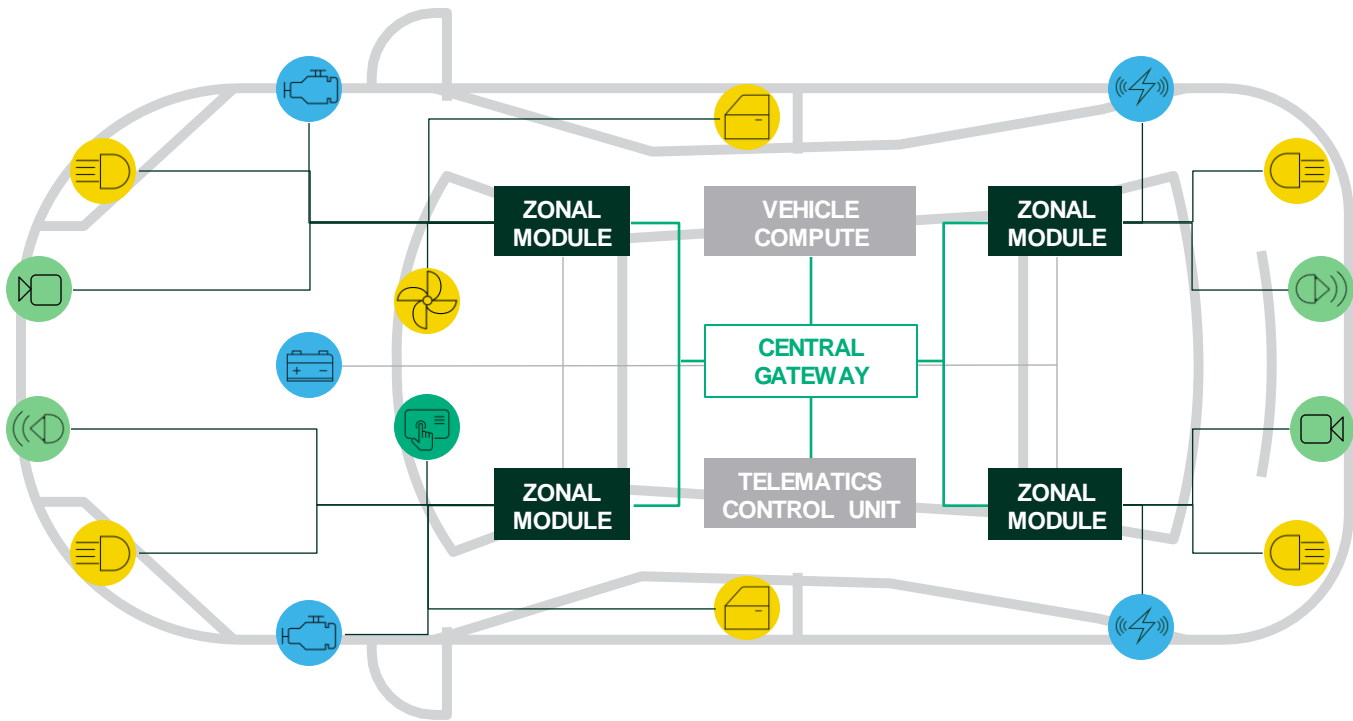 ZONAL
MODULE
VEHICLE
COMPUTE
ZONAL
MODULE
CENTRAL
GATEWAY
ZONAL
MODULE
TELEMATICS
CONTROL UNIT
ZONAL
MODULE